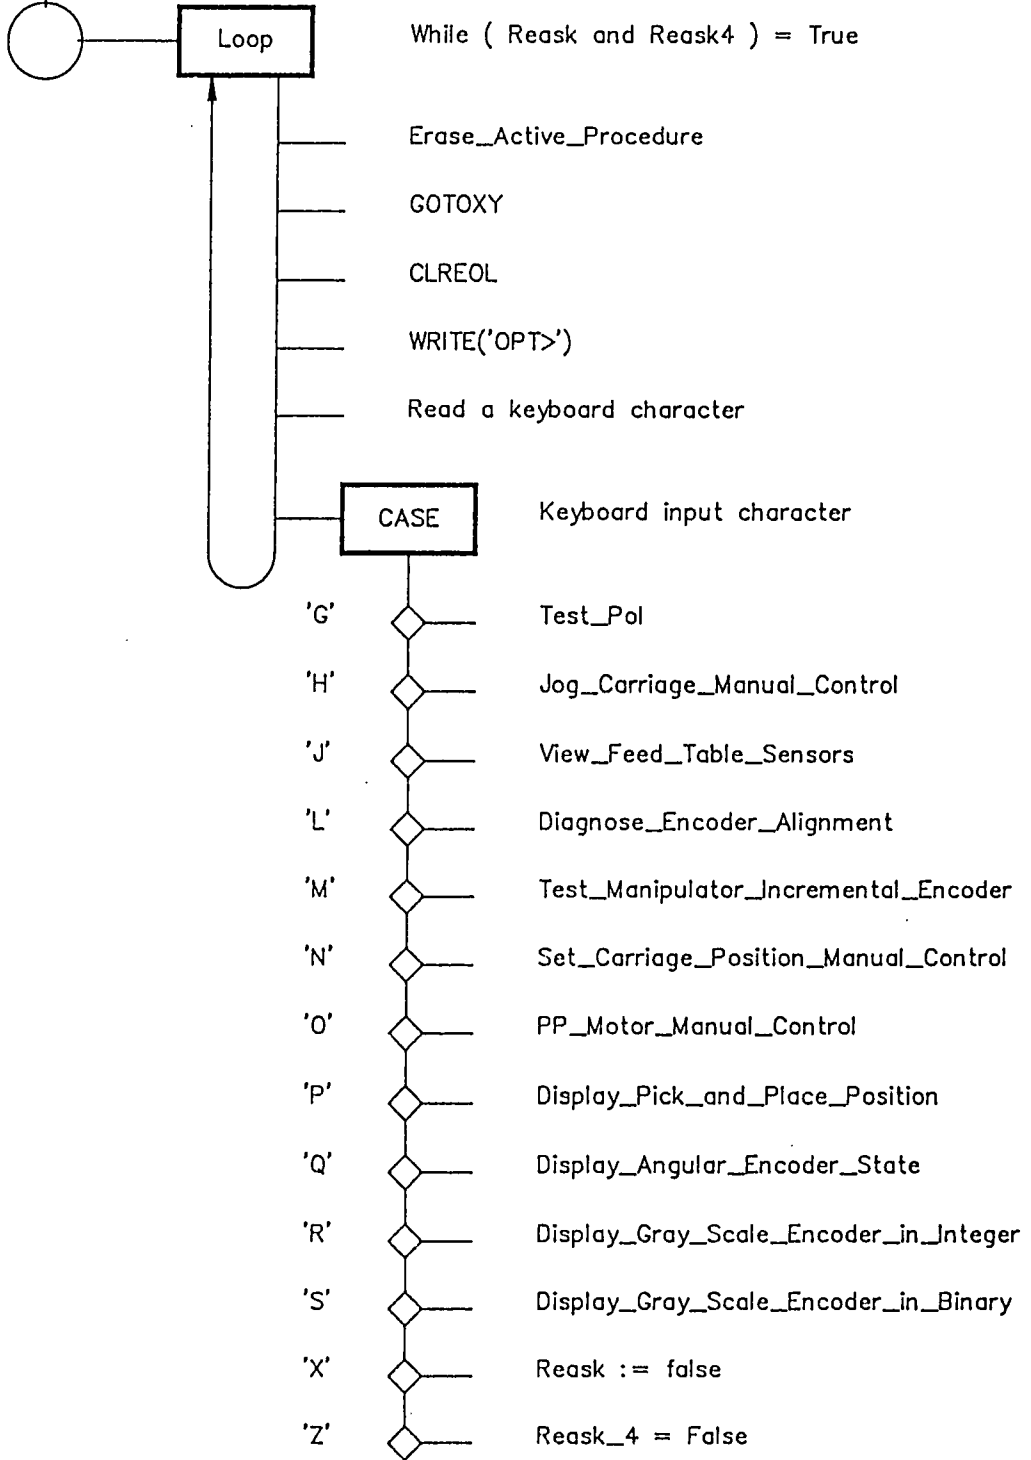 Loop While ( Reask and Reask4 ) = True
Erase_Active_Procedure
GOTOXY
CLREOL
WRITE('OPT>')
Read a keyboard character
CASE Keyboard input character
'G' Test_Pol
'H' Jog_Carriage_Manual_Control
'J' View_Feed_Table_Sensors
'L' Diagnose_Encoder_Alignment
'M' Test_Manipulator_Incremental_Encoder
'N' Set_Carriage_Position_Manual_Control
'O' PP_Motor_Manual_Control
'P' Display_Pick_and_Place_Position
'Q' Display_Angular_Encoder_State
'R' Display_Gray_Scale_Encoder_in_Integer
'S' Display_Gray_Scale_Encoder_in_Binary
'X' Reask := false
'Z' Reask_4 = False